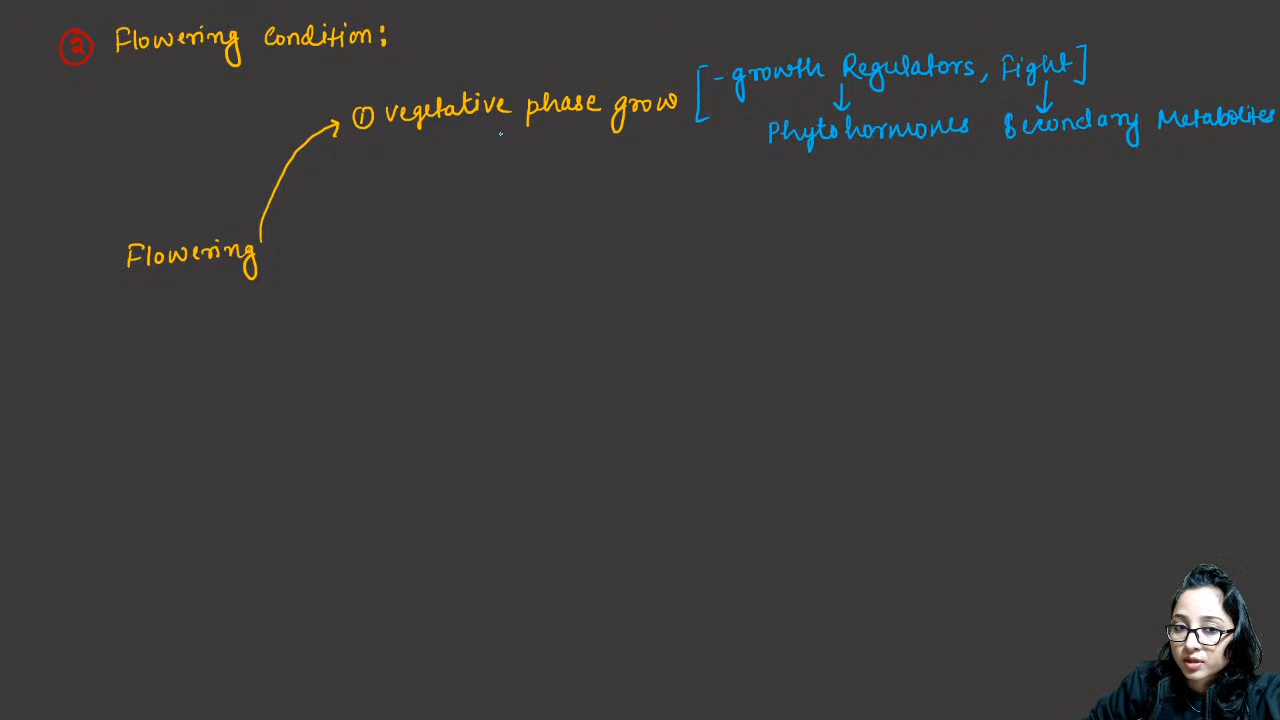 ② Flowering Condition:
① vegetative phase grow [- growth Regulators, Fight]
↓ ↓
Phytohormones Secondary Metabolites
Flowering